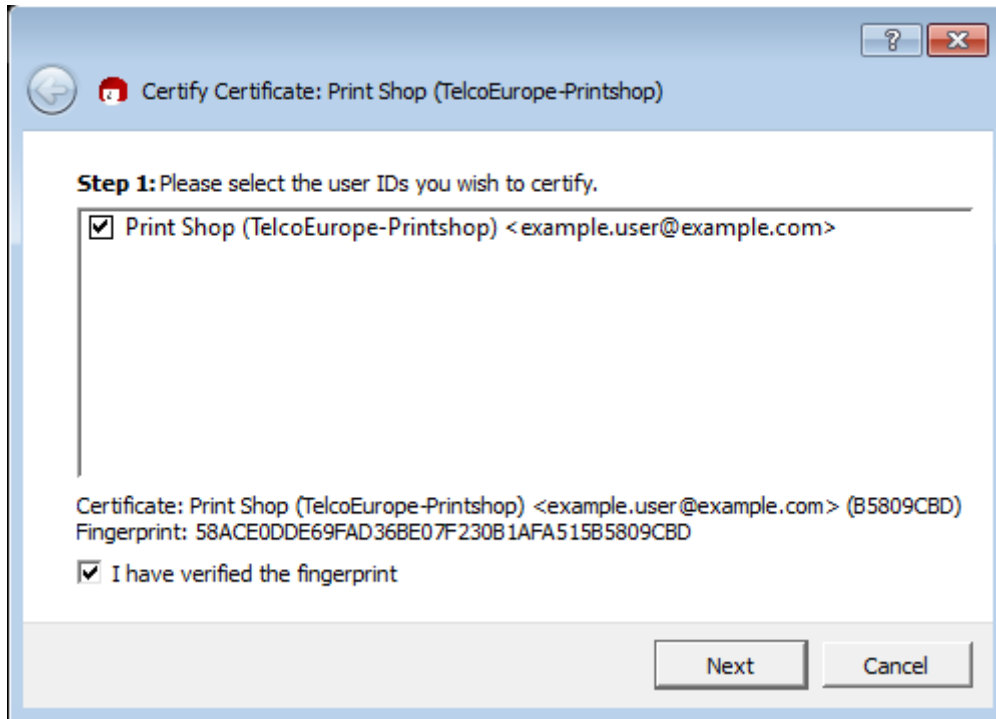 Certify Certificate: Print Shop (TelcoEurope-Printshop)
Step 1: Please select the user IDs you wish to certify.
Print Shop (TelcoEurope-Printshop) <example.user@example.com>
Certificate: Print Shop (TelcoEurope-Printshop) <example.user@example.com> (B5809CBD)
Fingerprint: 58ACE0DDE69FAD36BE07F230B1AFA515B5809CBD
I have verified the fingerprint
Next Cancel